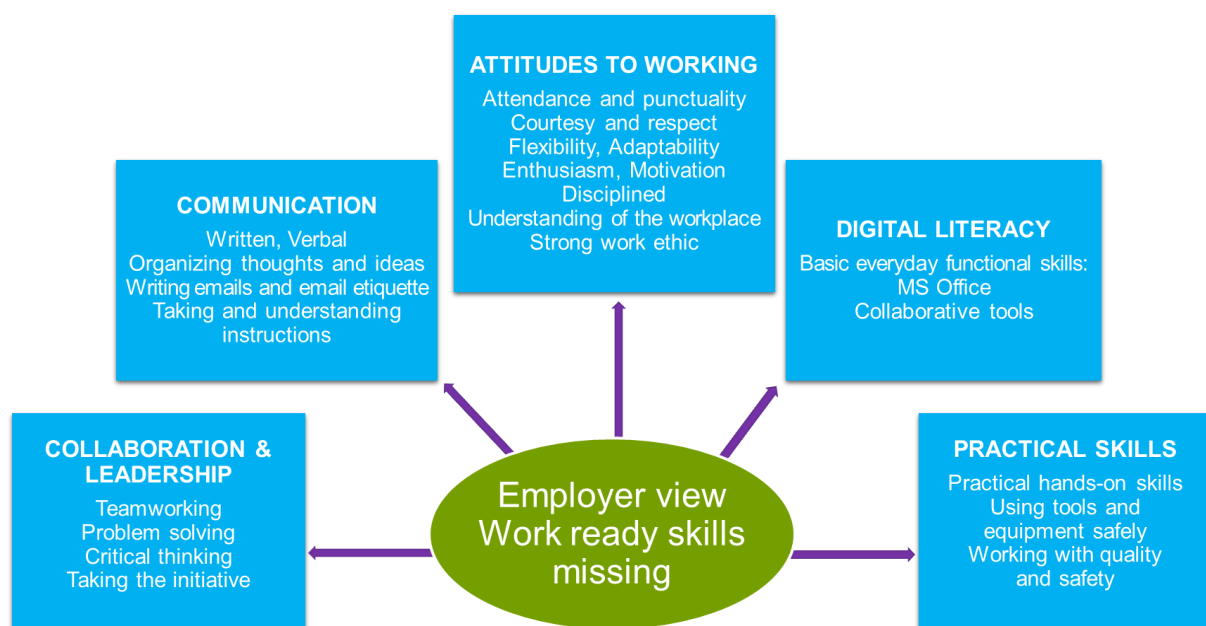 ATTITUDES TO WORKING
Attendance and punctuality
Courtesy and respect
Flexibility, Adaptability
Enthusiasm, Motivation
Disciplined
Understanding of the workplace
Strong work ethic
COMMUNICATION
Written, Verbal
Organizing thoughts and ideas
Writing emails and email etiquette
Taking and understanding
instructions
DIGITAL LITERACY
Basic everyday functional skills:
MS Office
Collaborative tools
COLLABORATION &
LEADERSHIP
Teamworking
Problem solving
Critical thinking
Taking the initiative
Employer view
Work ready skills
missing
PRACTICAL SKILLS
Practical hands-on skills
Using tools and
equipment safely
Working with quality
and safety